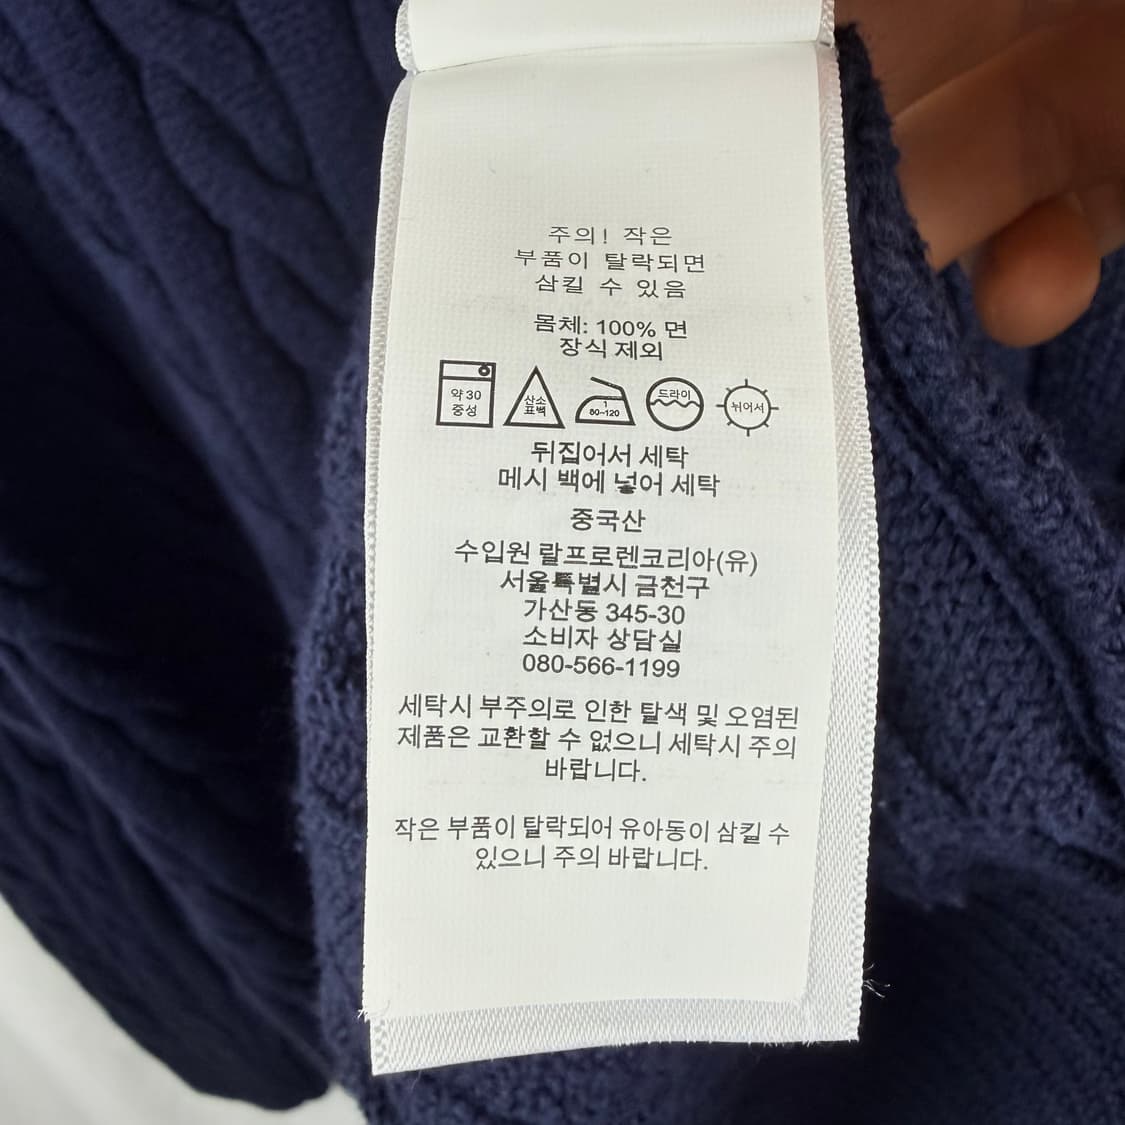 주의! 작은
부품이 탈락되면
삼킬 수 있음
몸체: 100% 면
장식 제외
약 30
중성
산소
표백
1
80~120
드라이
뉘어서
뒤집어서 세탁
메시 백에 넣어 세탁
중국산
수입원 랄프로렌코리아(유)
서울특별시 금천구
가산동 345-30
소비자 상담실
080-566-1199
세탁시 부주의로 인한 탈색 및 오염된
제품은 교환할 수 없으니 세탁시 주의
바랍니다.
작은 부품이 탈락되어 유아동이 삼킬 수
있으니 주의 바랍니다.